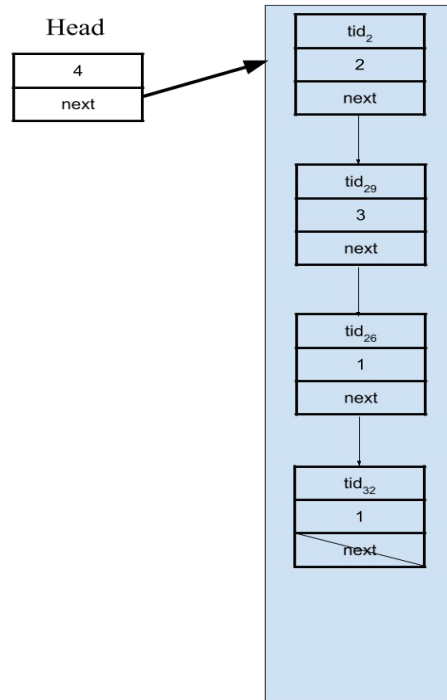 Head
4
next
tid₂
2
next
tid₂₉
3
next
tid₂₆
1
next
tid₃₂
1
next